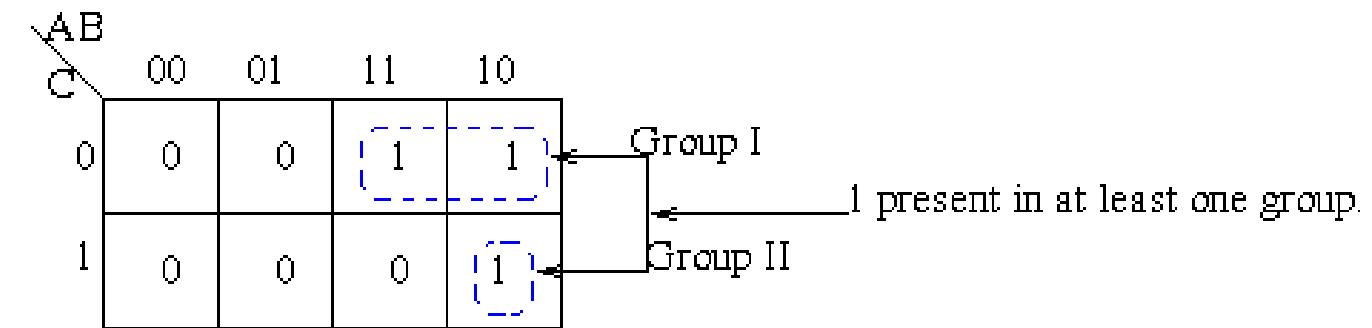 AB
C
00 01 11 10
0 0 0 1 1 Group I
1 present in at least one group.
1 0 0 0 1 Group II